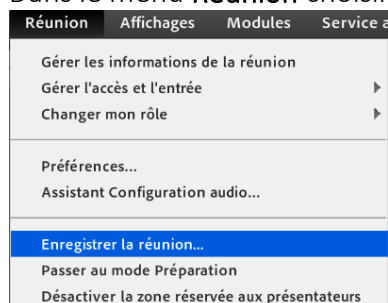 Dans le menu Réunion choisir
Réunion Affichages Modules Service a
Gérer les informations de la réunion
Gérer l'accès et l'entrée
Changer mon rôle
Préférences...
Assistant Configuration audio...
Enregistrer la réunion...
Passer au mode Préparation
Désactiver la zone réservée aux présentateurs